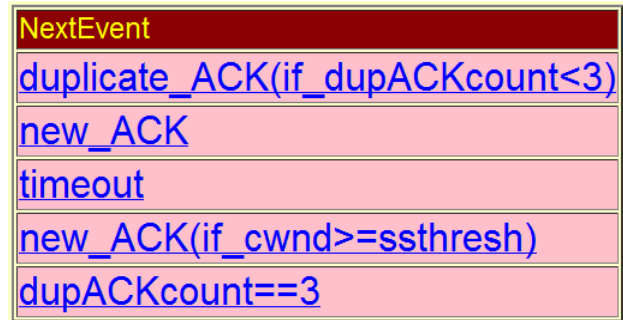 NextEvent
duplicate_ACK(if_dupACKcount<3)
new_ACK
timeout
new_ACK(if_cwnd>=ssthresh)
dupACKcount==3